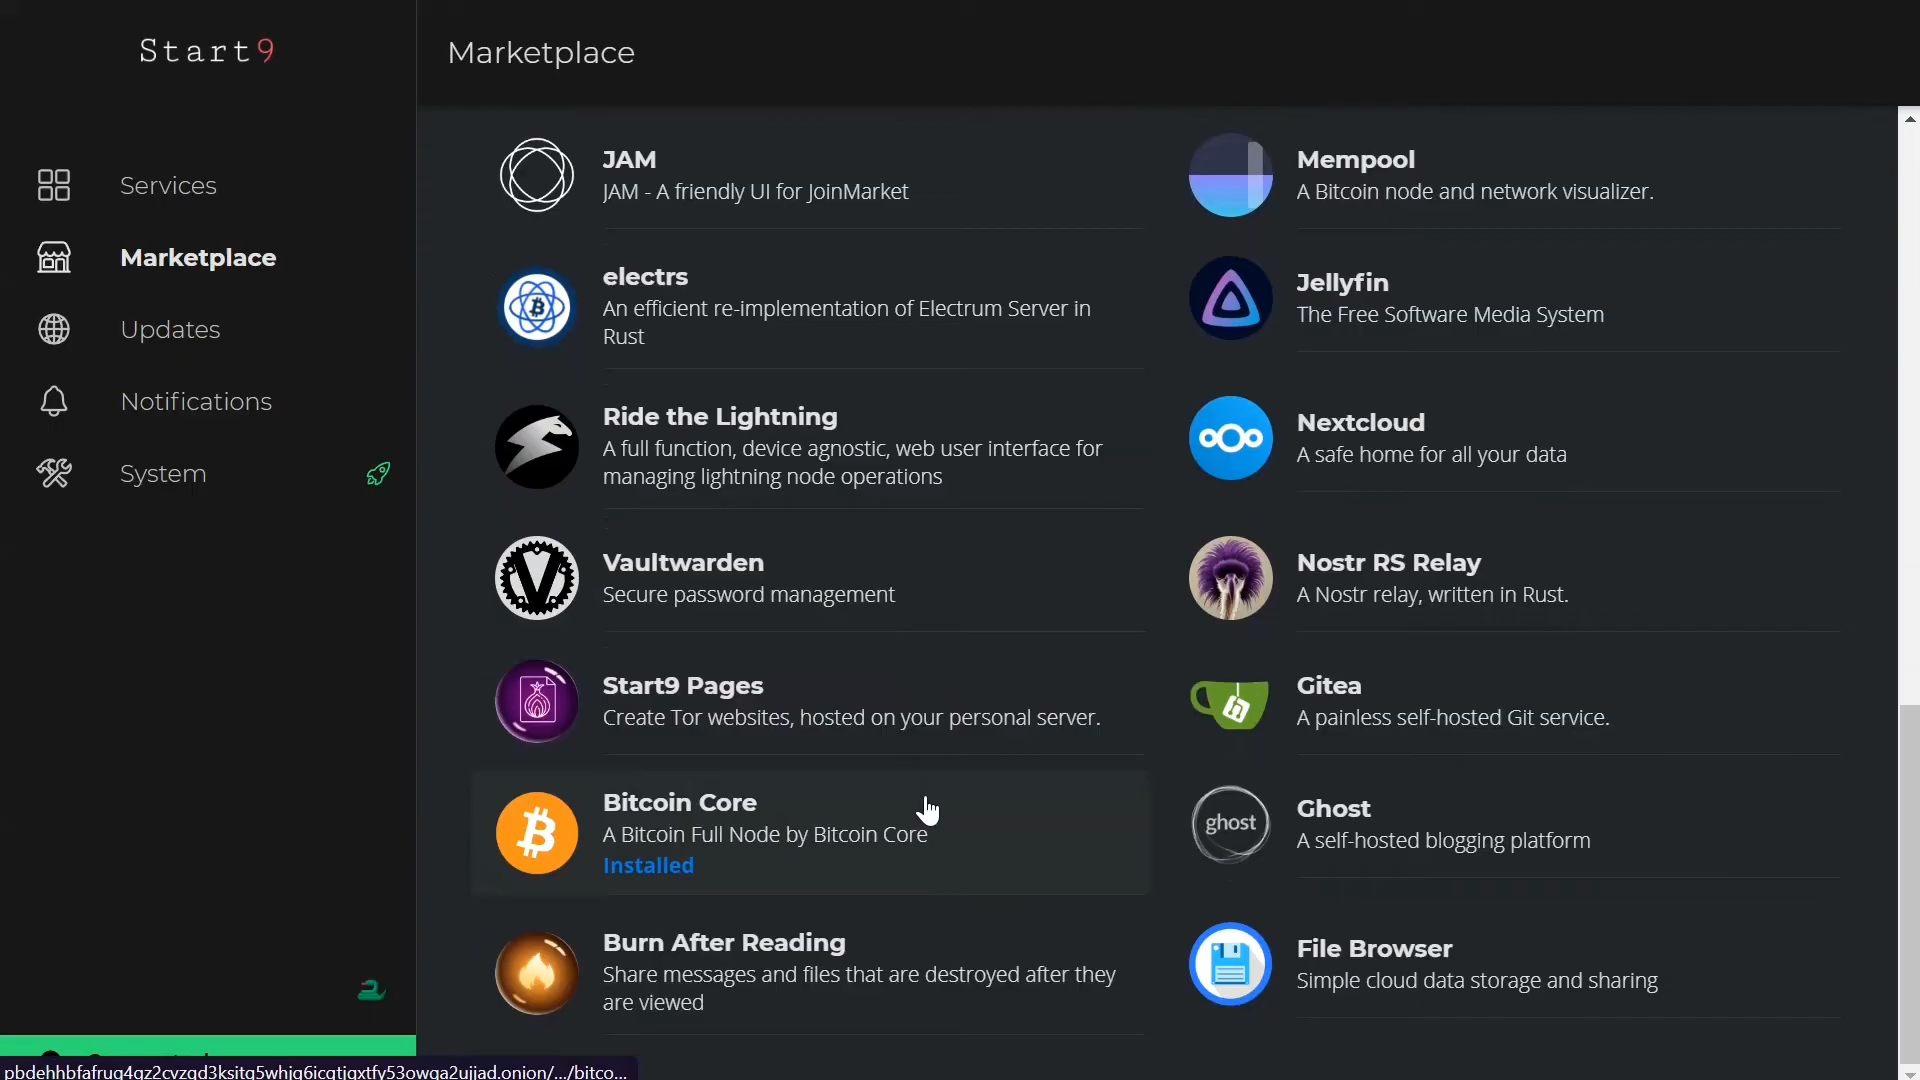 Start9
Marketplace
Services
Marketplace
Updates
Notifications
System
JAM
JAM - A friendly UI for JoinMarket
Mempool
A Bitcoin node and network visualizer.
electrs
An efficient re-implementation of Electrum Server in
Rust
Jellyfin
The Free Software Media System
Ride the Lightning
A full function, device agnostic, web user interface for
managing lightning node operations
Nextcloud
A safe home for all your data
Vaultwarden
Secure password management
Nostr RS Relay
A Nostr relay, written in Rust.
Start9 Pages
Create Tor websites, hosted on your personal server.
Gitea
A painless self-hosted Git service.
Bitcoin Core
A Bitcoin Full Node by Bitcoin Core
Installed
ghost
Ghost
A self-hosted blogging platform
Burn After Reading
Share messages and files that are destroyed after they
are viewed
File Browser
Simple cloud data storage and sharing